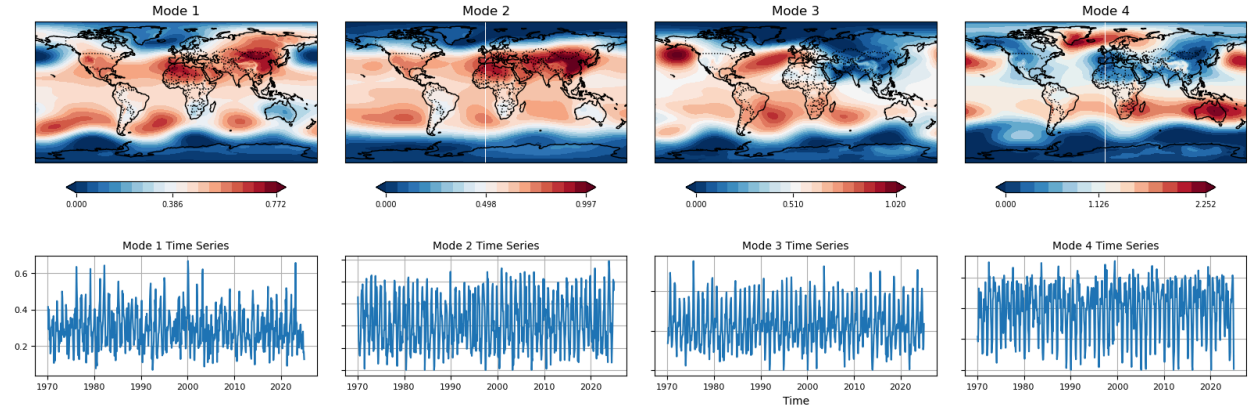 Mode 1
Mode 2
Mode 3
Mode 4
0.000 0.386 0.772
0.000 0.498 0.997
0.000 0.510 1.020
0.000 1.126 2.252
Mode 1 Time Series
Mode 2 Time Series
Mode 3 Time Series
Mode 4 Time Series
0.6
0.4
0.2
1970 1980 1990 2000 2010 2020
1970 1980 1990 2000 2010 2020
1970 1980 1990 2000 2010 2020
1970 1980 1990 2000 2010 2020
Time